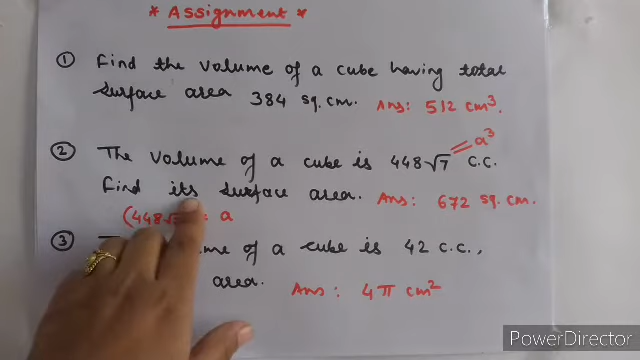 * Assignment *
① Find the volume of a cube having total
surface area 384 sq.cm. Ans: 512 cm³.
② The volume of a cube is 448√7 = a³ c.c.
Find its surface area. Ans: 672 sq.cm.
(448√ = a
③ of a cube is 42 c.c.,
area. Ans: 4π cm²
PowerDirector